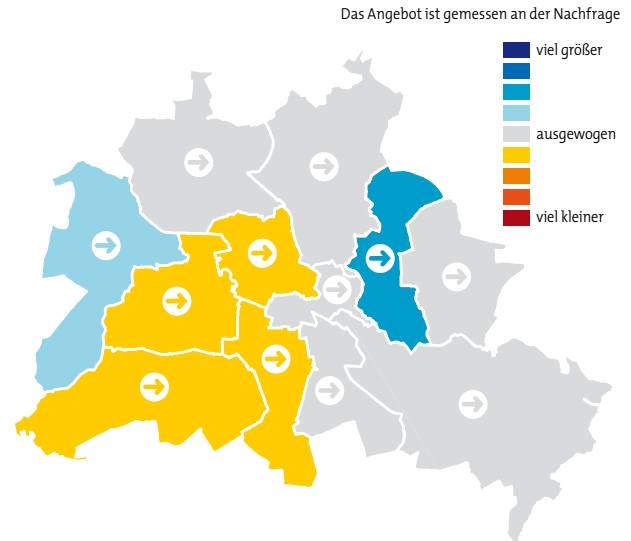 Das Angebot ist gemessen an der Nachfrage
viel größer
ausgewogen
viel kleiner